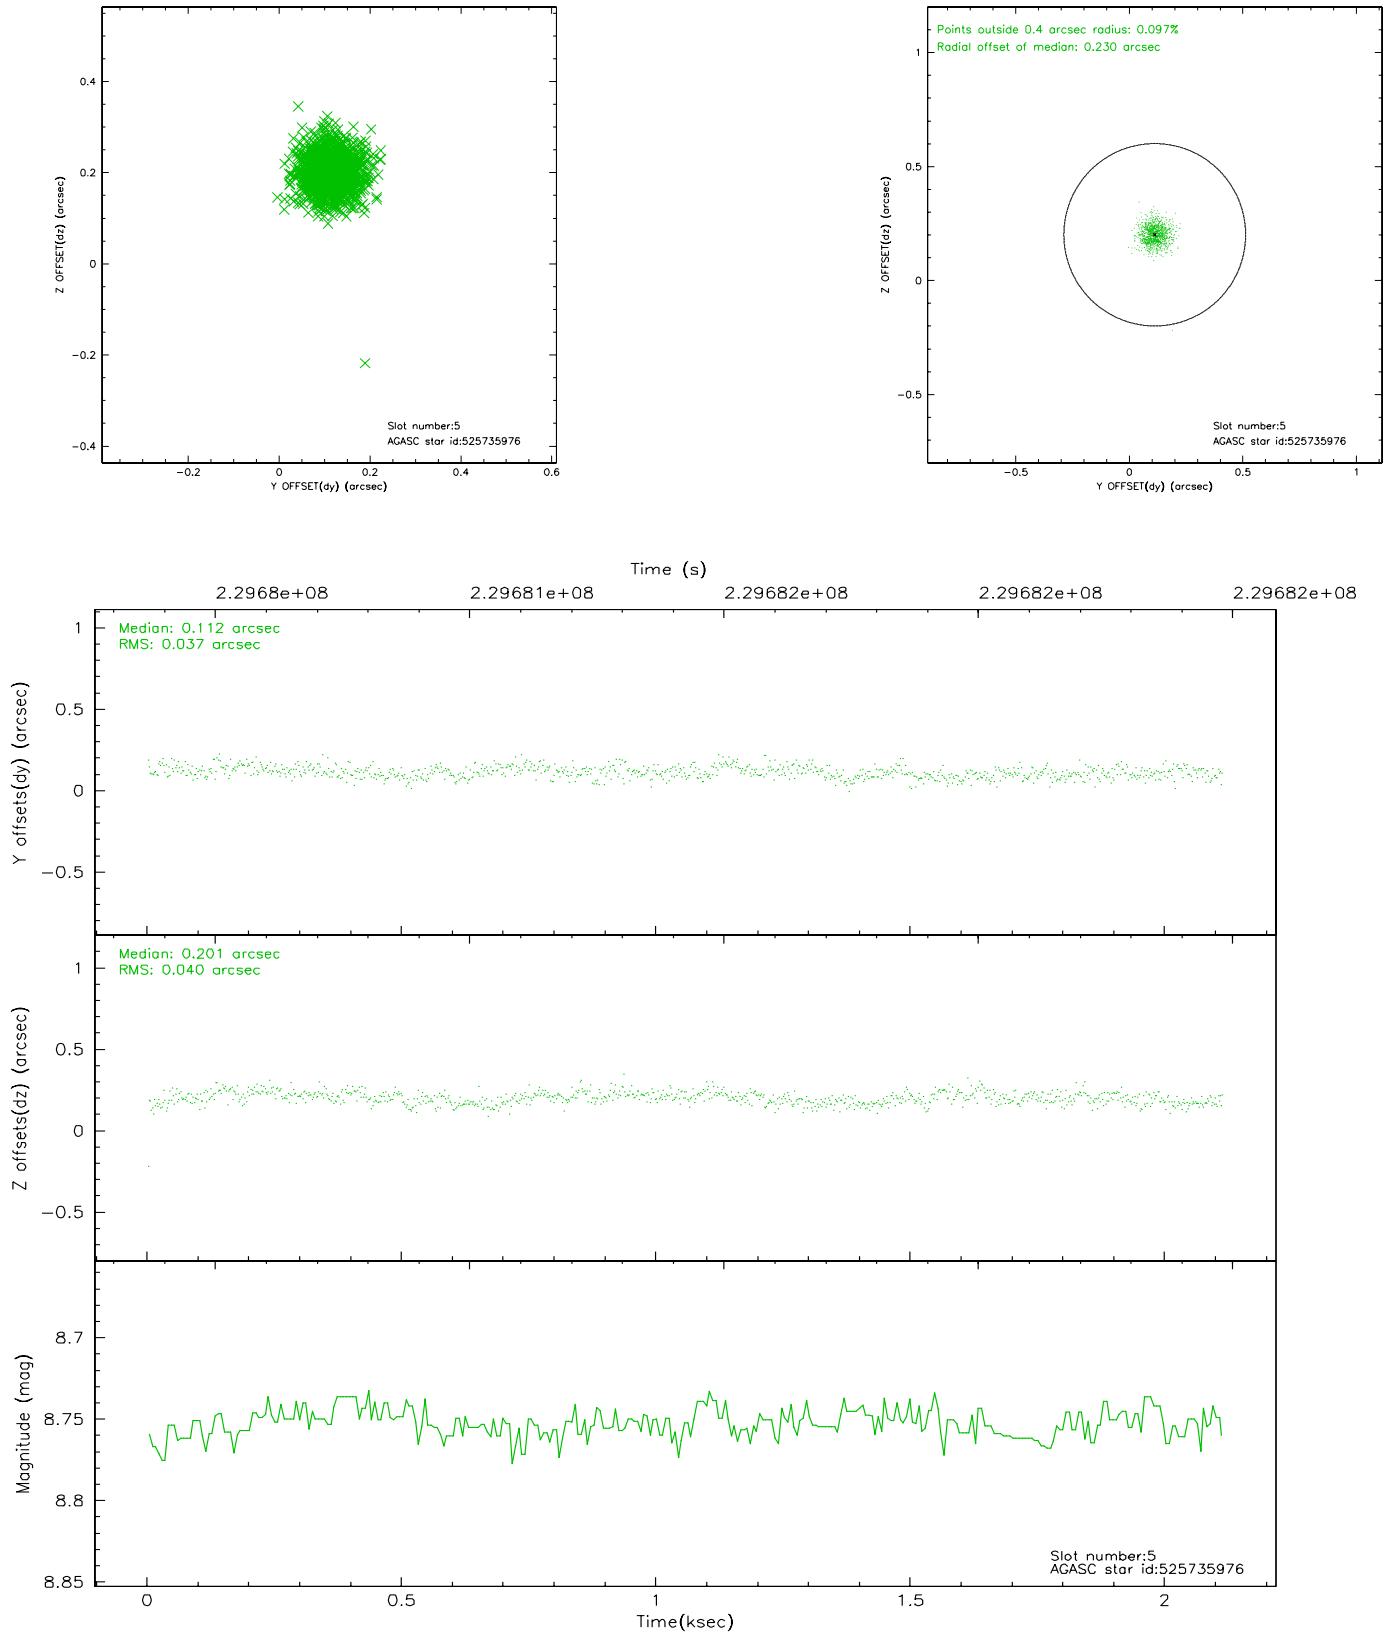 0.4
0.2
0
−0.2
−0.4
Z OFFSET(dz) (arcsec)
Slot number:5
AGASC star id:525735976
−0.2
0
0.2
0.4
0.6
Y OFFSET(dy) (arcsec)
Points outside 0.4 arcsec radius: 0.097%
Radial offset of median: 0.230 arcsec
1
0.5
0
−0.5
Z OFFSET(dz) (arcsec)
Slot number:5
AGASC star id:525735976
−0.5
0
0.5
1
Y OFFSET(dy) (arcsec)
Time (s)
2.2968e+08
2.29681e+08
2.29682e+08
2.29682e+08
2.29682e+08
Median: 0.112 arcsec
RMS: 0.037 arcsec
1
0.5
0
−0.5
Y offsets(dy) (arcsec)
Median: 0.201 arcsec
RMS: 0.040 arcsec
1
0.5
0
−0.5
Z offsets(dz) (arcsec)
8.7
8.75
8.8
8.85
Magnitude (mag)
Slot number:5
AGASC star id:525735976
0
0.5
1
1.5
2
Time(ksec)